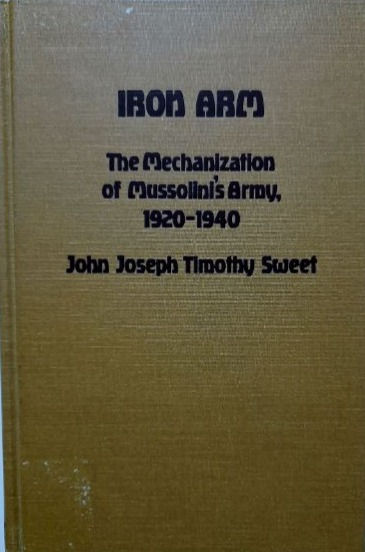 IRON ARM
The Mechanization
of Mussolini's Army,
1920-1940
John Joseph Timothy Sweet